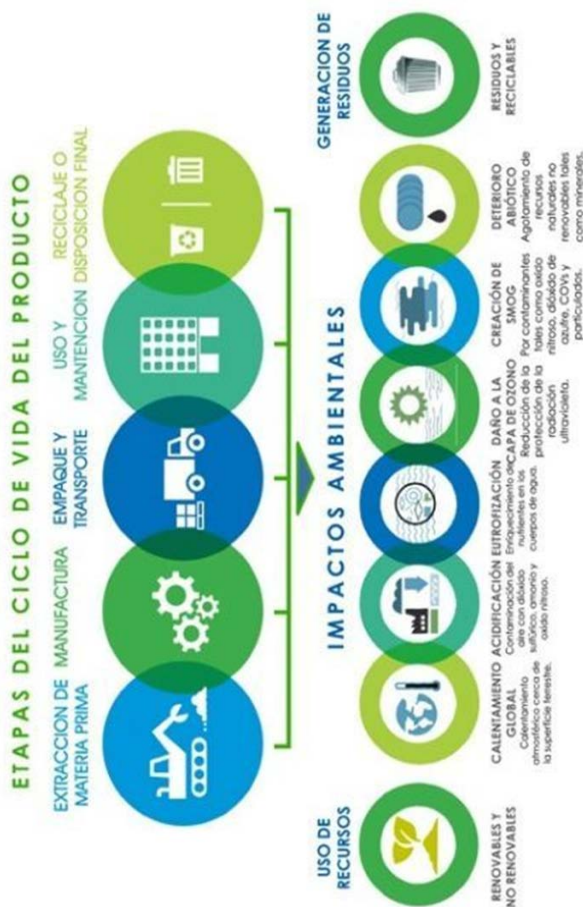 ETAPAS DEL CICLO DE VIDA DEL PRODUCTO
EXTRACCION DE
MATERIA PRIMA
MANUFACTURA
EMPAQUE Y
TRANSPORTE
USO Y
MANTENCION
RECICLAJE O
DISPOSICION FINAL
IMPACTOS AMBIENTALES
USO DE
RECURSOS
RENOVABLES Y
NO RENOVABLES
CALENTAMIENTO
GLOBAL
Calentamiento
atmosférico cerca de
la superficie terrestre.
ACIDIFICACIÓN
Contaminación del
aire con dióxido
sulfúrico, amonio y
oxido nitroso.
EUTROFIZACIÓN
Enriquecimiento de
nutrientes en los
cuerpos de agua.
DAÑO A LA
CAPA DE OZONO
Reducción de la
protección de la
radiación
ultravioleta.
CREACIÓN DE
SMOG
Por contaminantes
tales como oxido
nitroso, dióxido de
azufre, COVs y
particulados.
DETERIORO
ABIÓTICO
Agotamiento de
recursos
naturales no
renovables tales
como minerales.
GENERACION DE
RESIDUOS
RESIDUOS Y
RECICLABLES